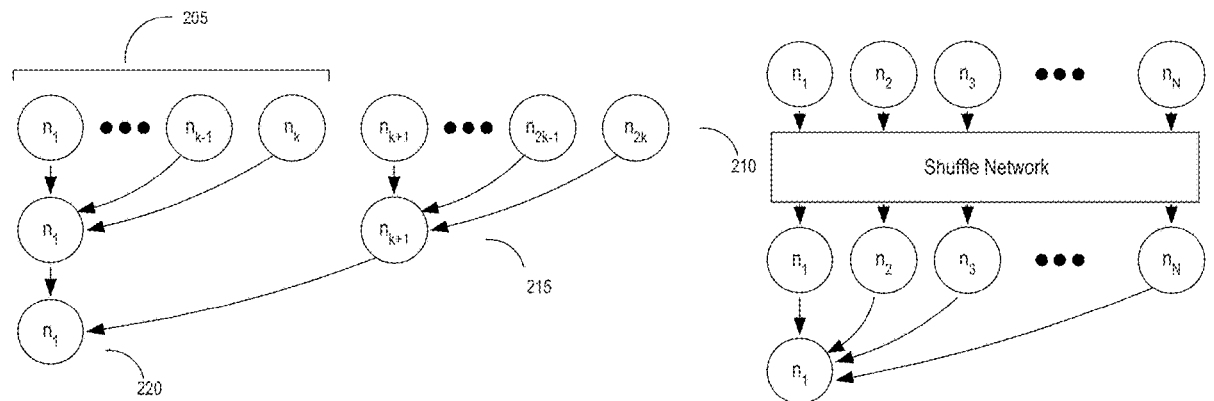 205
n1 ●●● nk-1 nk nk+1 ●●● n2k-1 n2k
n1 nk+1
215
n1
220
n1 n2 n3 ●●● nN
210
Shuffle Network
n1 n2 n3 ●●● nN
n1